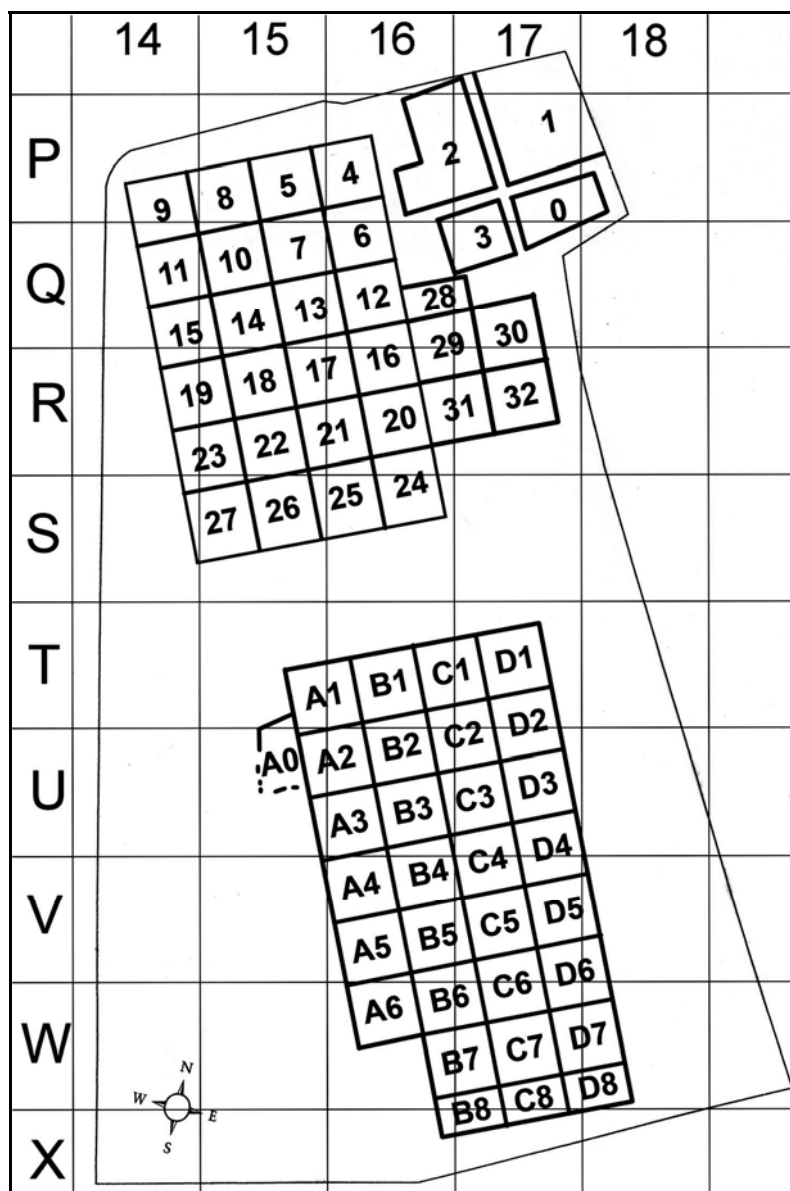 14 15 16 17 18
P
Q
R
S
T
U
V
W
X
1
2
0
3
9 8 5 4
11 10 7 6
15 14 13 12 28
19 18 17 16 29 30
23 22 21 20 31 32
27 26 25 24
A1 B1 C1 D1
A0 A2 B2 C2 D2
A3 B3 C3 D3
A4 B4 C4 D4
A5 B5 C5 D5
A6 B6 C6 D6
B7 C7 D7
B8 C8 D8
N
W
E
S